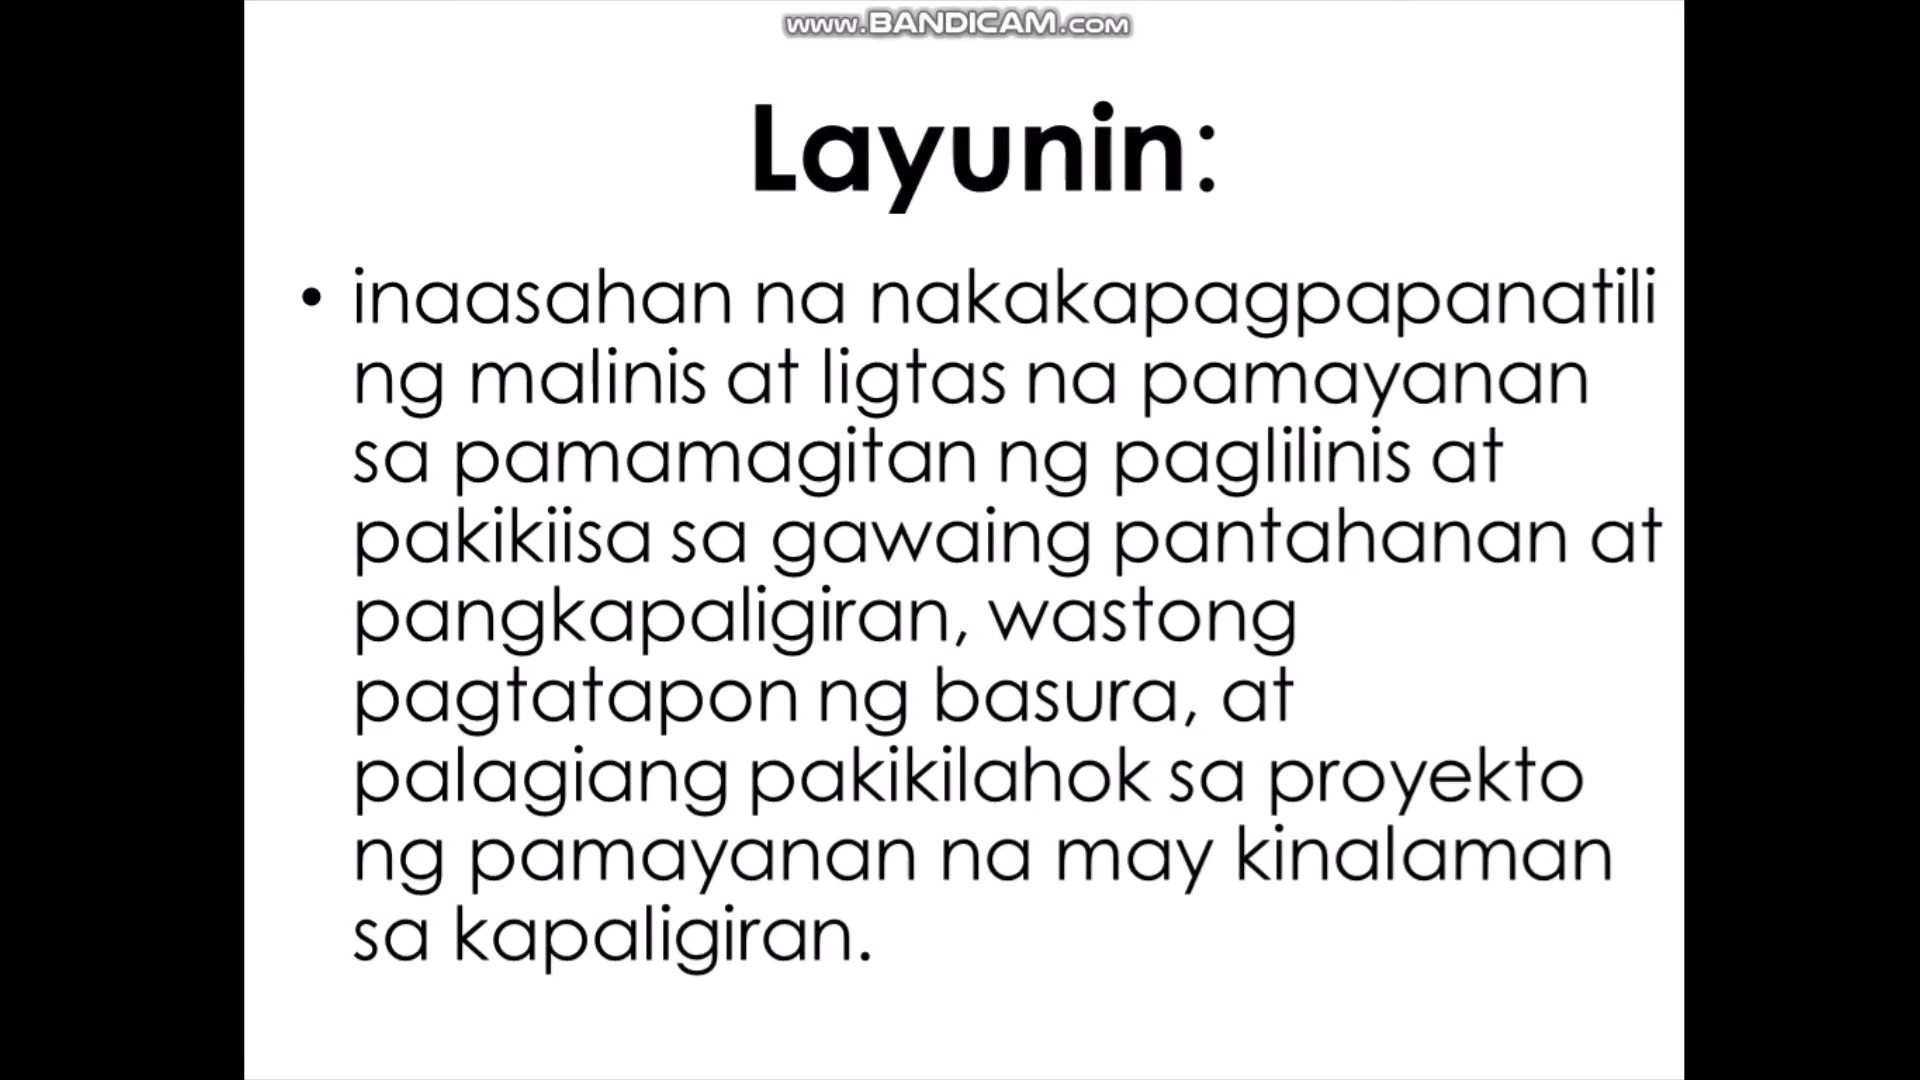 www.BANDICAM.com
Layunin:
• inaasahan na nakakapagpapanatili
ng malinis at ligtas na pamayanan
sa pamamagitan ng paglilinis at
pakikiisa sa gawaing pantahanan at
pangkapaligiran, wastong
pagtatapon ng basura, at
palagiang pakikilahok sa proyekto
ng pamayanan na may kinalaman
sa kapaligiran.